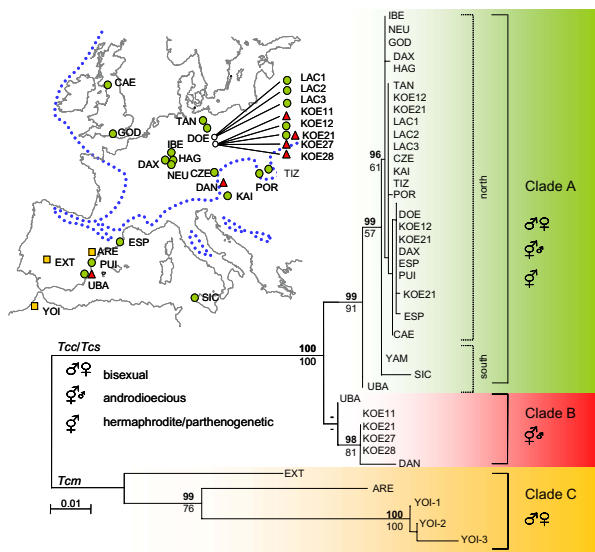 CAE
GOD
TAN
DOE
IBE
HAG
DAX
NEU
CZE
DAN
KAI
POR
TIZ
LAC1
LAC2
LAC3
KOE11
KOE12
KOE21
KOE27
KOE28
ESP
ARE
EXT
PUI
UBA
YOI
SIC
Tcc/Tcs
⚥ bisexual
androdioecious
hermaphrodite/parthenogenetic
Tcm
0.01
100
100
99
91
99
57
96
61
-
-
98
81
99
76
100
100
IBE
NEU
GOD
DAX
HAG
TAN
KOE12
KOE21
LAC1
LAC2
LAC3
CZE
KAI
TIZ
POR
DOE
KOE12
KOE21
DAX
ESP
PUI
KOE21
ESP
CAE
YAM
SIC
UBA
north
south
Clade A
UBA
KOE11
KOE21
KOE27
KOE28
DAN
Clade B
EXT
ARE
YOI-1
YOI-2
YOI-3
Clade C